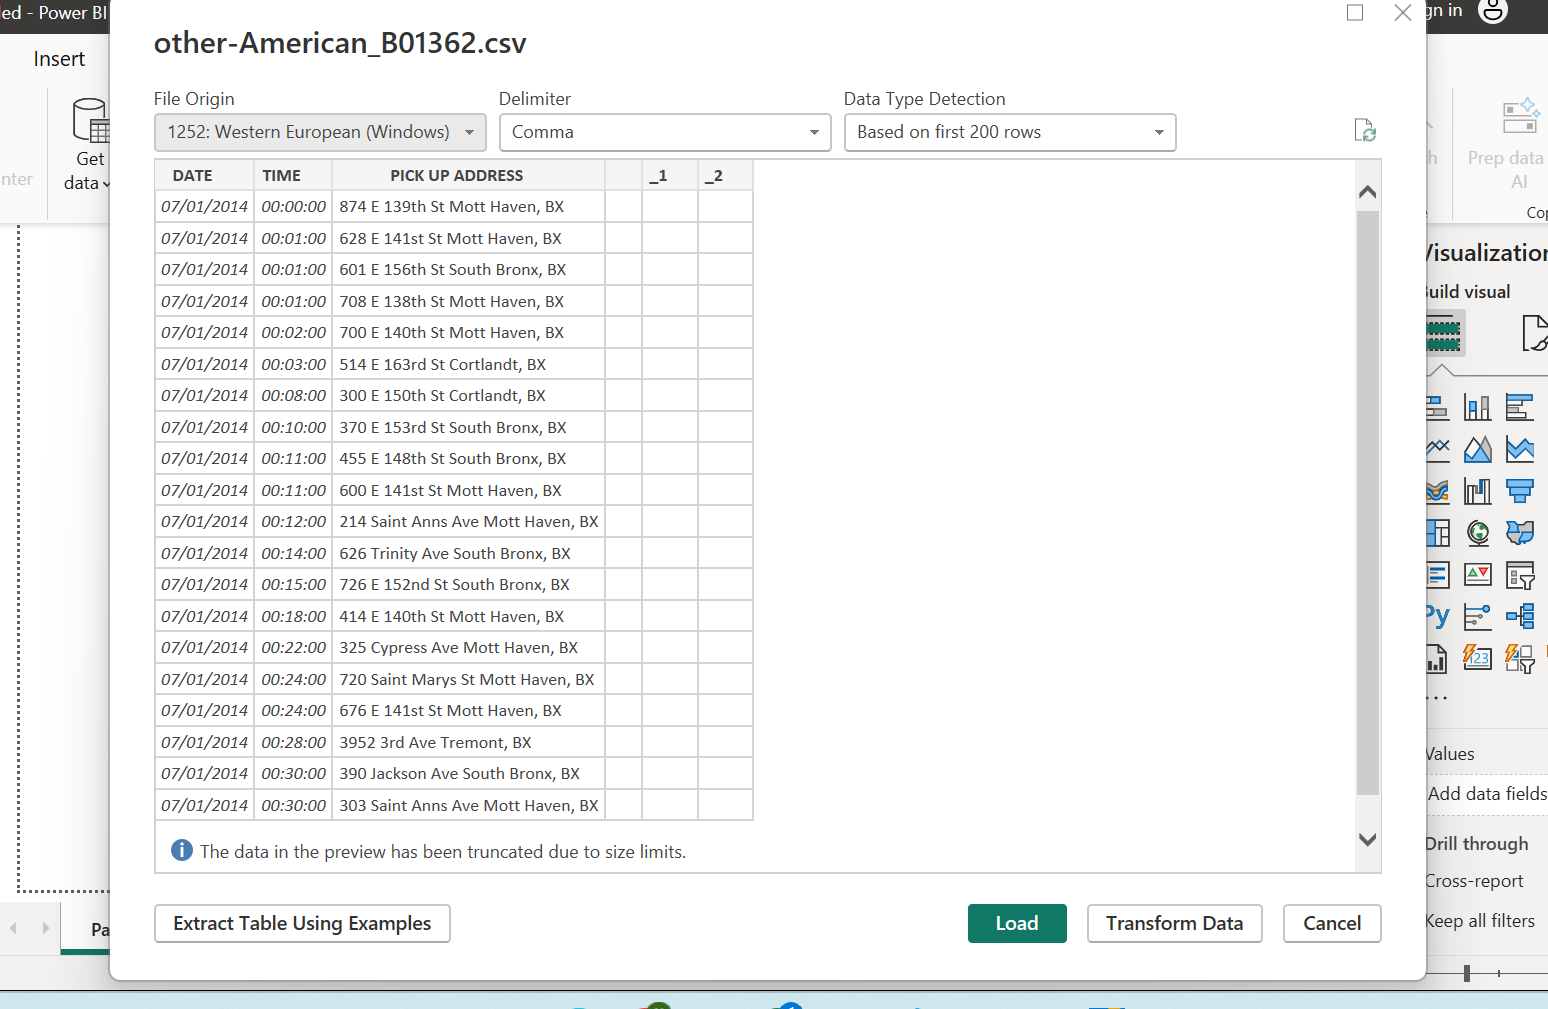 ed - Power BI
gn in
other-American_B01362.csv
Insert
File Origin
Delimiter
Data Type Detection
1252: Western European (Windows)
Comma
Based on first 200 rows
Get
data
nter
h
Prep data
AI
Cop
DATE TIME PICK UP ADDRESS _1 _2
07/01/2014 00:00:00 874 E 139th St Mott Haven, BX
07/01/2014 00:01:00 628 E 141st St Mott Haven, BX
07/01/2014 00:01:00 601 E 156th St South Bronx, BX
07/01/2014 00:01:00 708 E 138th St Mott Haven, BX
07/01/2014 00:02:00 700 E 140th St Mott Haven, BX
07/01/2014 00:03:00 514 E 163rd St Cortlandt, BX
07/01/2014 00:08:00 300 E 150th St Cortlandt, BX
07/01/2014 00:10:00 370 E 153rd St South Bronx, BX
07/01/2014 00:11:00 455 E 148th St South Bronx, BX
07/01/2014 00:11:00 600 E 141st St Mott Haven, BX
07/01/2014 00:12:00 214 Saint Anns Ave Mott Haven, BX
07/01/2014 00:14:00 626 Trinity Ave South Bronx, BX
07/01/2014 00:15:00 726 E 152nd St South Bronx, BX
07/01/2014 00:18:00 414 E 140th St Mott Haven, BX
07/01/2014 00:22:00 325 Cypress Ave Mott Haven, BX
07/01/2014 00:24:00 720 Saint Marys St Mott Haven, BX
07/01/2014 00:24:00 676 E 141st St Mott Haven, BX
07/01/2014 00:28:00 3952 3rd Ave Tremont, BX
07/01/2014 00:30:00 390 Jackson Ave South Bronx, BX
07/01/2014 00:30:00 303 Saint Anns Ave Mott Haven, BX
The data in the preview has been truncated due to size limits.
Extract Table Using Examples
Load
Transform Data
Cancel
Pa
Visualization
Build visual
Py
123
Values
Add data fields
Drill through
Cross-report
Keep all filters